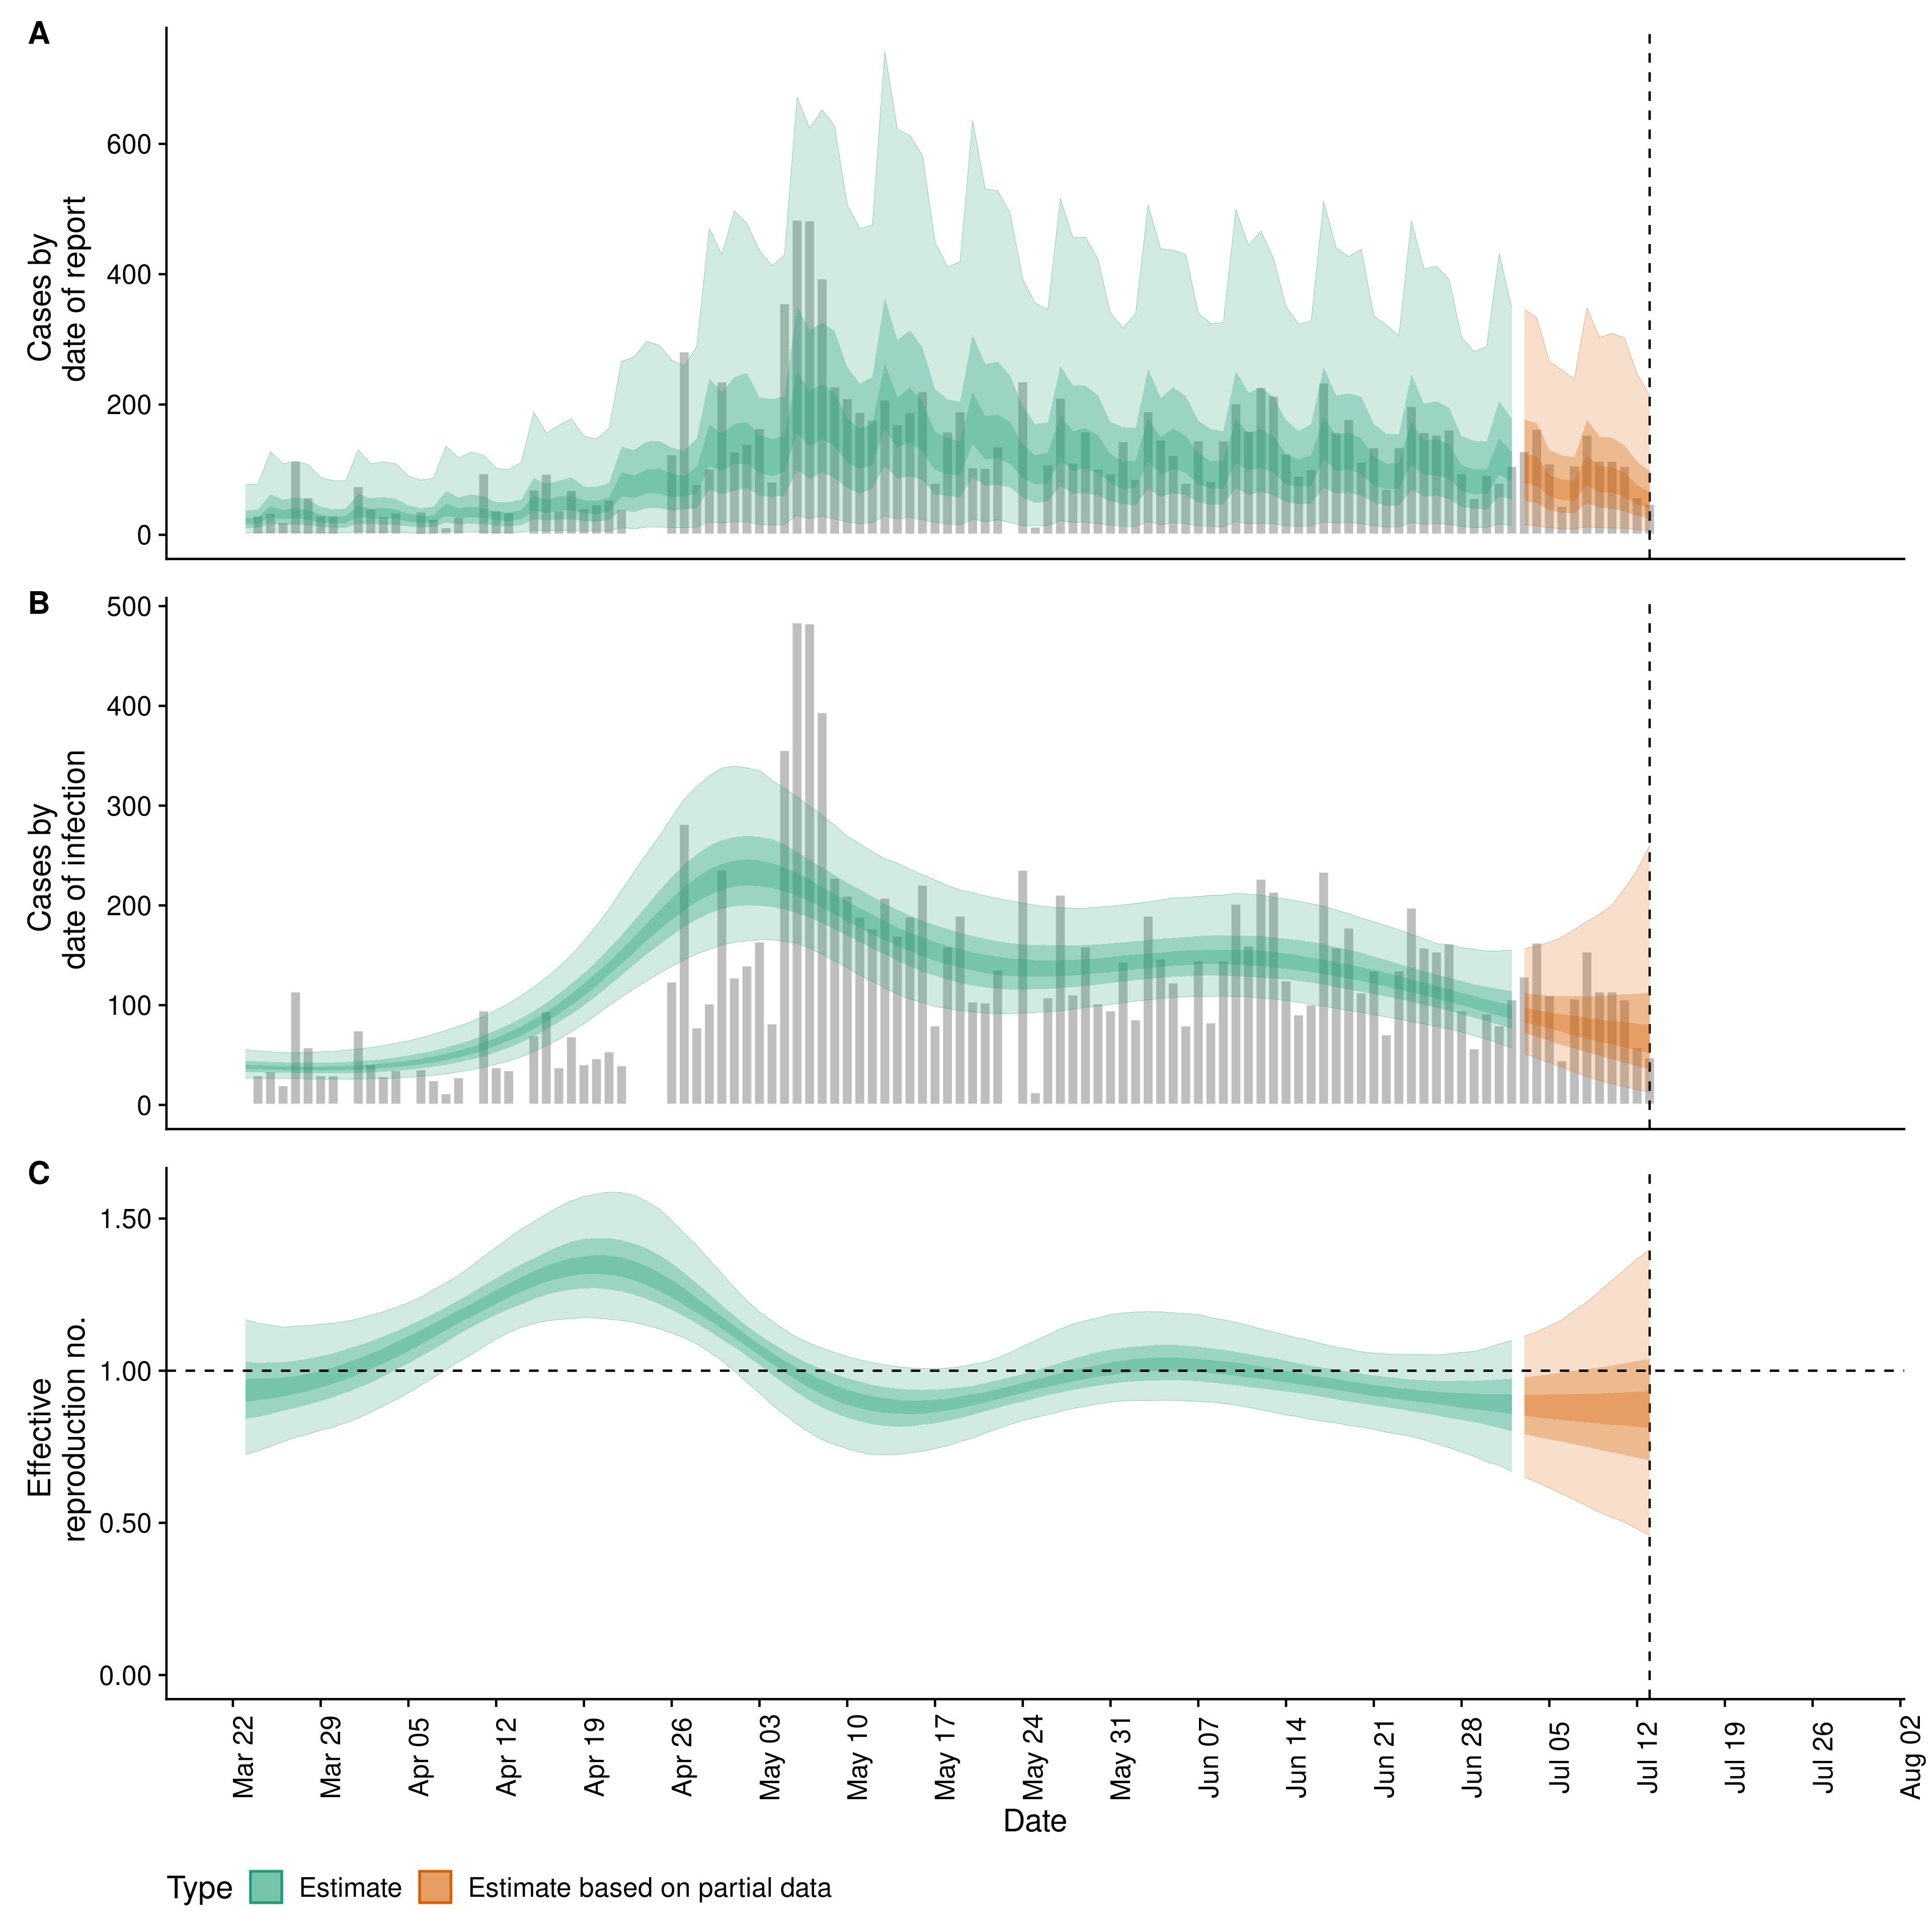 A
Cases by
date of report
600
400
200
0
B
Cases by
date of infection
500
400
300
200
100
0
C
Effective
reproduction no.
1.50
1.00
0.50
0.00
Mar 22
Mar 29
Apr 05
Apr 12
Apr 19
Apr 26
May 03
May 10
May 17
May 24
May 31
Jun 07
Jun 14
Jun 21
Jun 28
Jul 05
Jul 12
Jul 19
Jul 26
Aug 02
Date
Type Estimate Estimate based on partial data